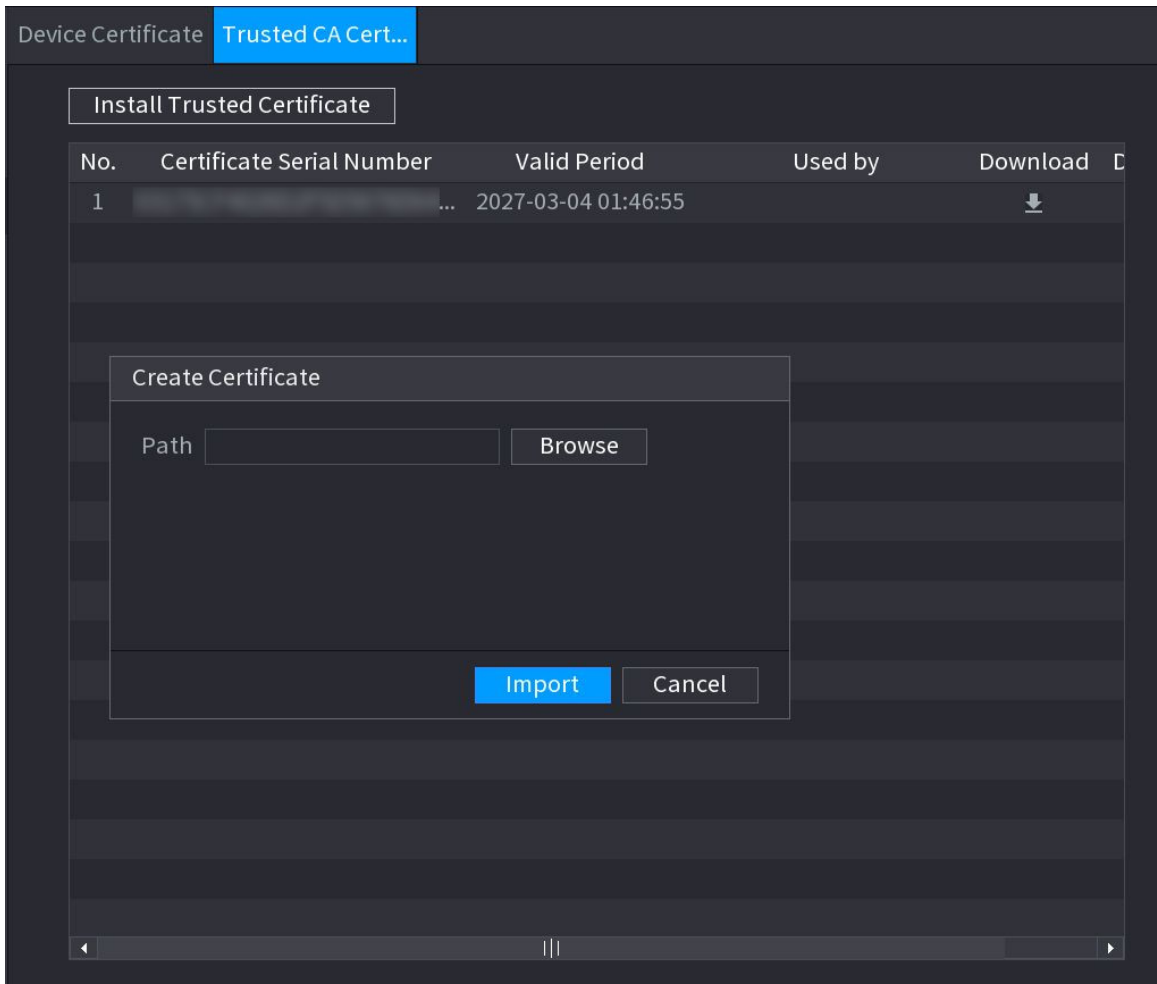 Device Certificate Trusted CA Cert...
Install Trusted Certificate
No. Certificate Serial Number Valid Period Used by Download D
1 ... 2027-03-04 01:46:55
Create Certificate
Path Browse
Import Cancel